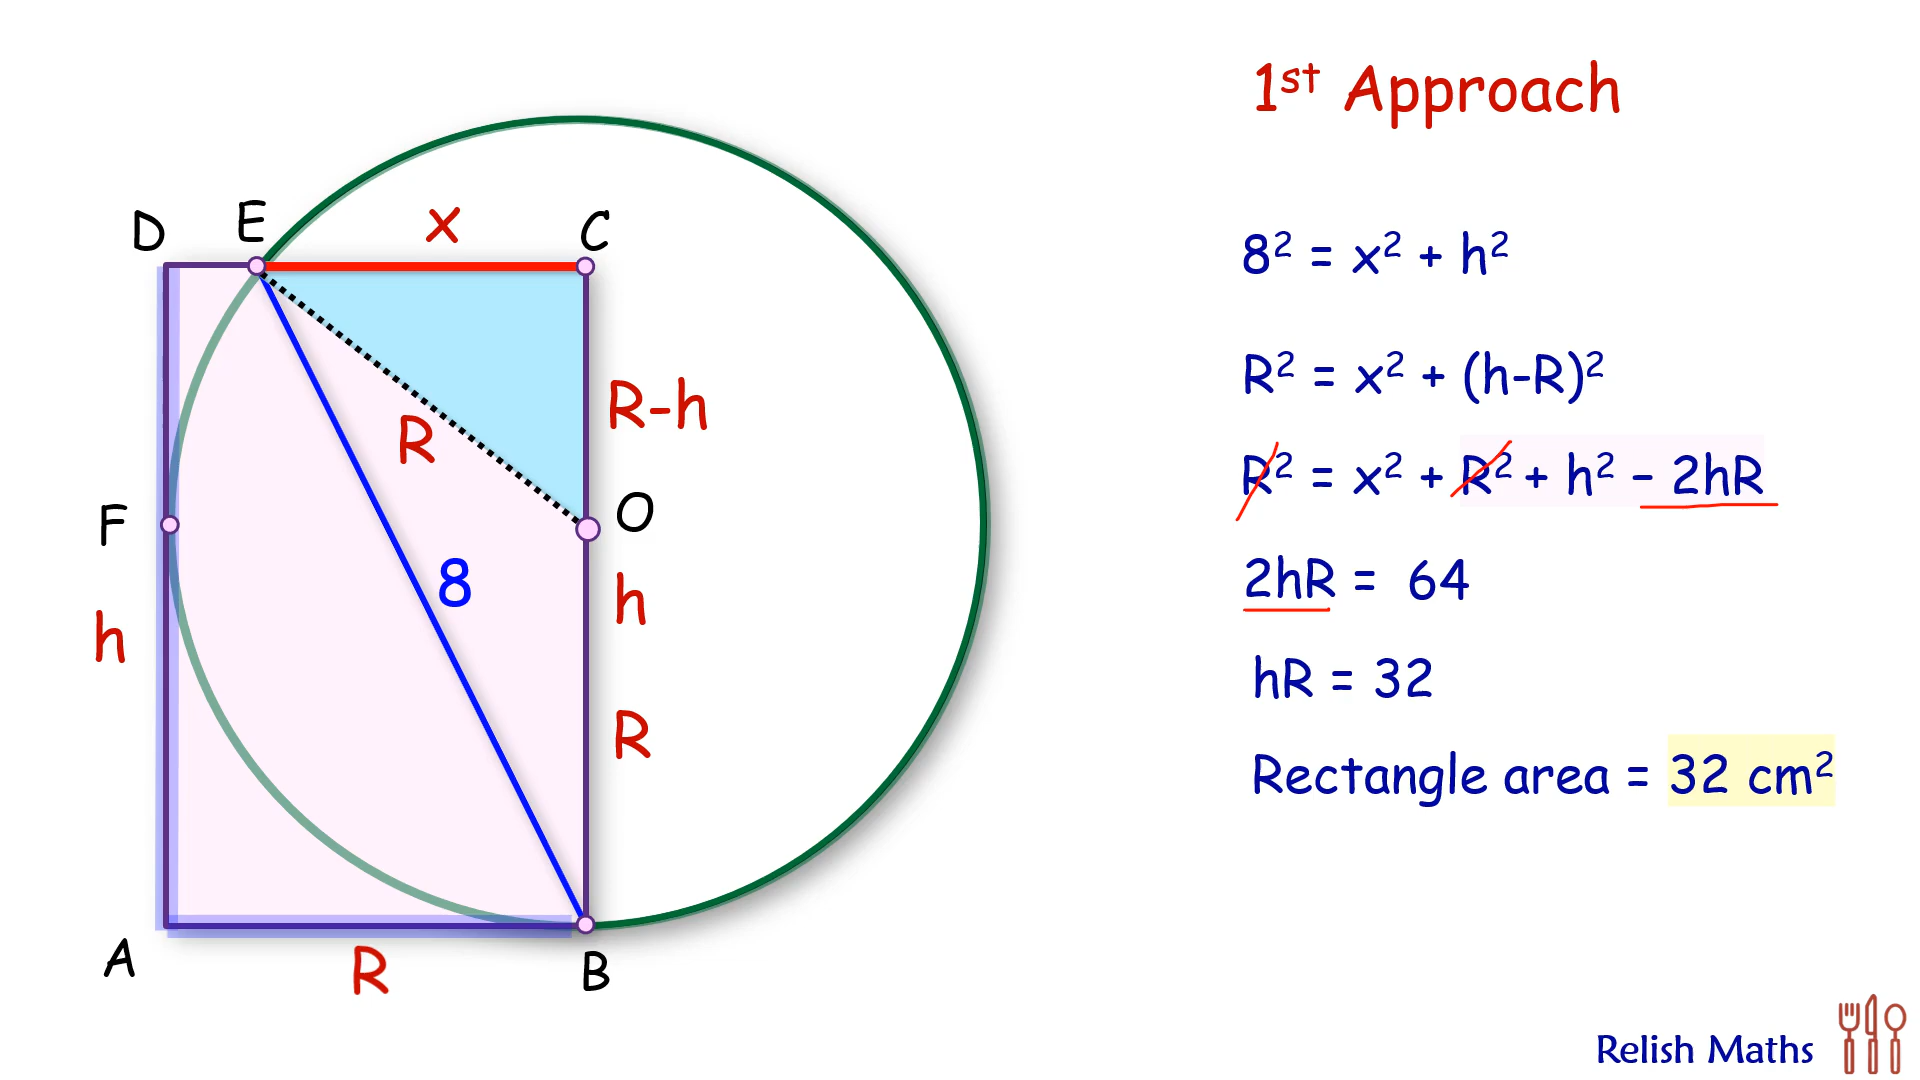 1st Approach
D E x C
8² = x² + h²
R² = x² + (h-R)²
R-h
R
R² = x² + R² + h² - 2hR
F O
8 h
2hR = 64
h
hR = 32
R
Rectangle area = 32 cm²
A R B
Relish Maths